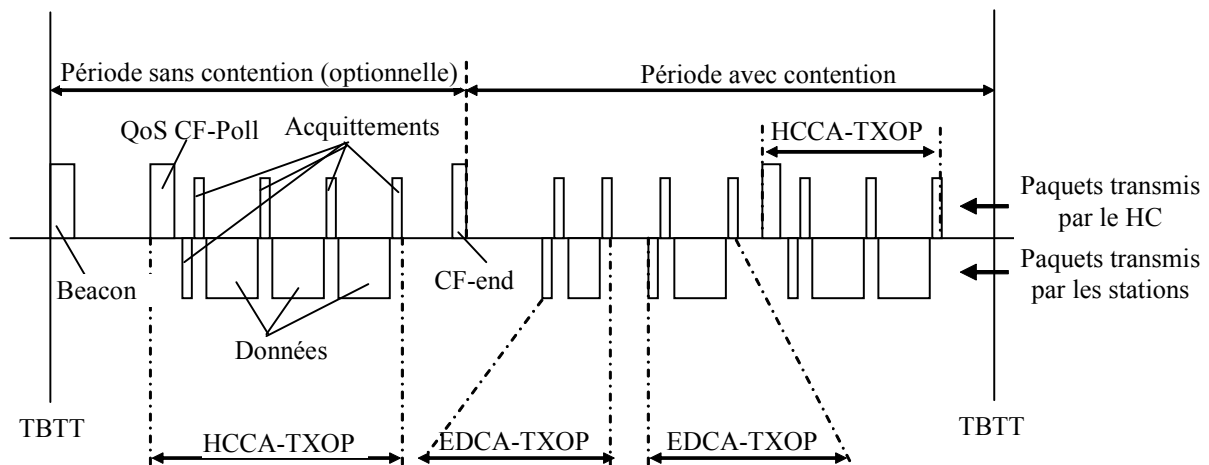 Période sans contention (optionnelle)
Période avec contention
QoS CF-Poll
Acquittements
HCCA-TXOP
Paquets transmis
par le HC
Beacon
CF-end
Paquets transmis
par les stations
Données
TBTT
HCCA-TXOP
EDCA-TXOP
EDCA-TXOP
TBTT